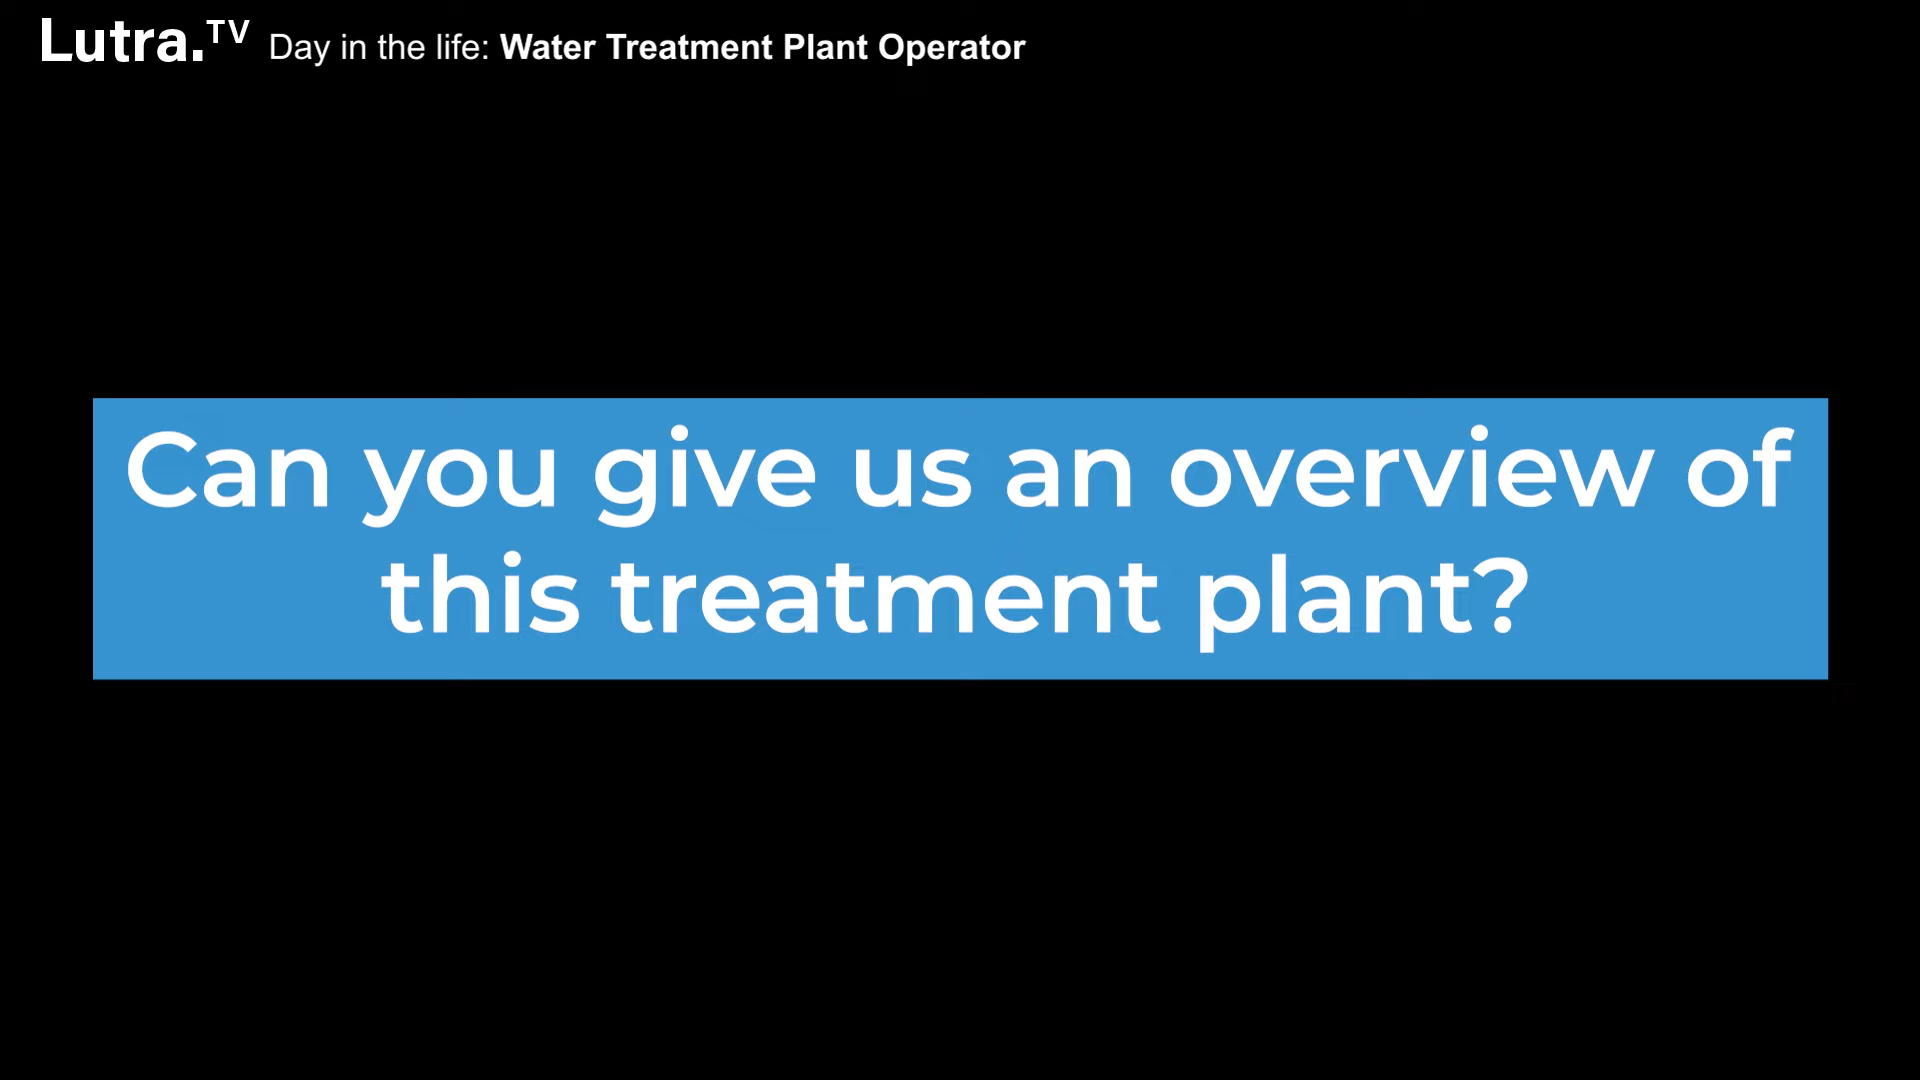 Lutra.TV Day in the life: Water Treatment Plant Operator
Can you give us an overview of
this treatment plant?